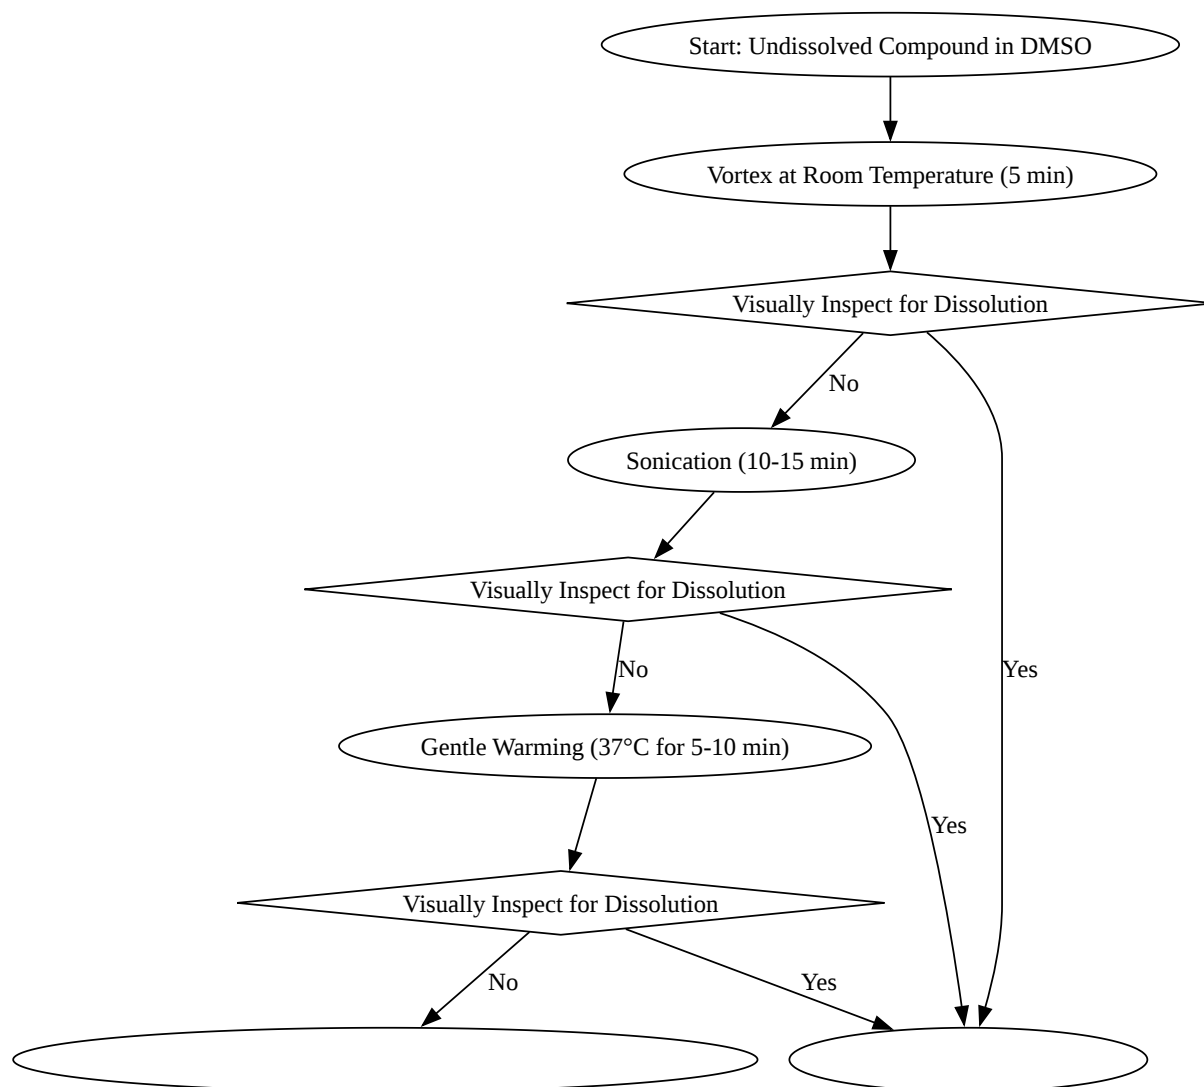 Start: Undissolved Compound in DMSO
Vortex at Room Temperature (5 min)
Visually Inspect for Dissolution
No
Sonication (10-15 min)
Visually Inspect for Dissolution
No
Yes
Gentle Warming (37°C for 5-10 min)
Yes
Visually Inspect for Dissolution
No
Yes